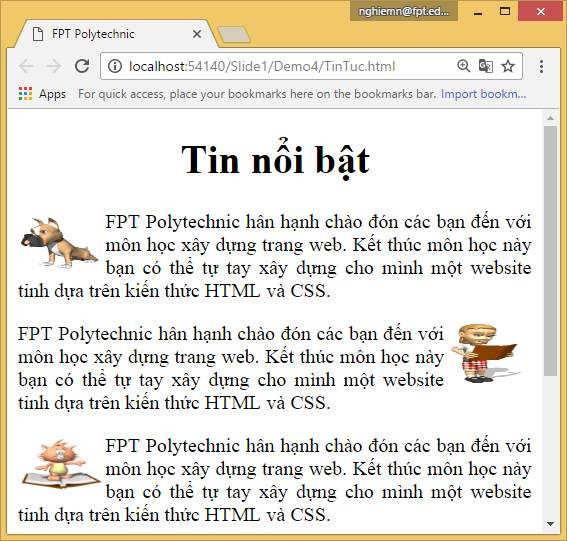 nghiemn@fpt.ed...
FPT Polytechnic
localhost:54140/Slide1/Demo4/TinTuc.html
Apps For quick access, place your bookmarks here on the bookmarks bar. Import bookm...
Tin nổi bật
FPT Polytechnic hân hạnh chào đón các bạn đến với
môn học xây dựng trang web. Kết thúc môn học này
bạn có thể tự tay xây dựng cho mình một website
tinh dựa trên kiến thức HTML và CSS.
FPT Polytechnic hân hạnh chào đón các bạn đến với
môn học xây dựng trang web. Kết thúc môn học này
bạn có thể tự tay xây dựng cho mình một website
tinh dựa trên kiến thức HTML và CSS.
FPT Polytechnic hân hạnh chào đón các bạn đến với
môn học xây dựng trang web. Kết thúc môn học này
bạn có thể tự tay xây dựng cho mình một website
tinh dựa trên kiến thức HTML và CSS.